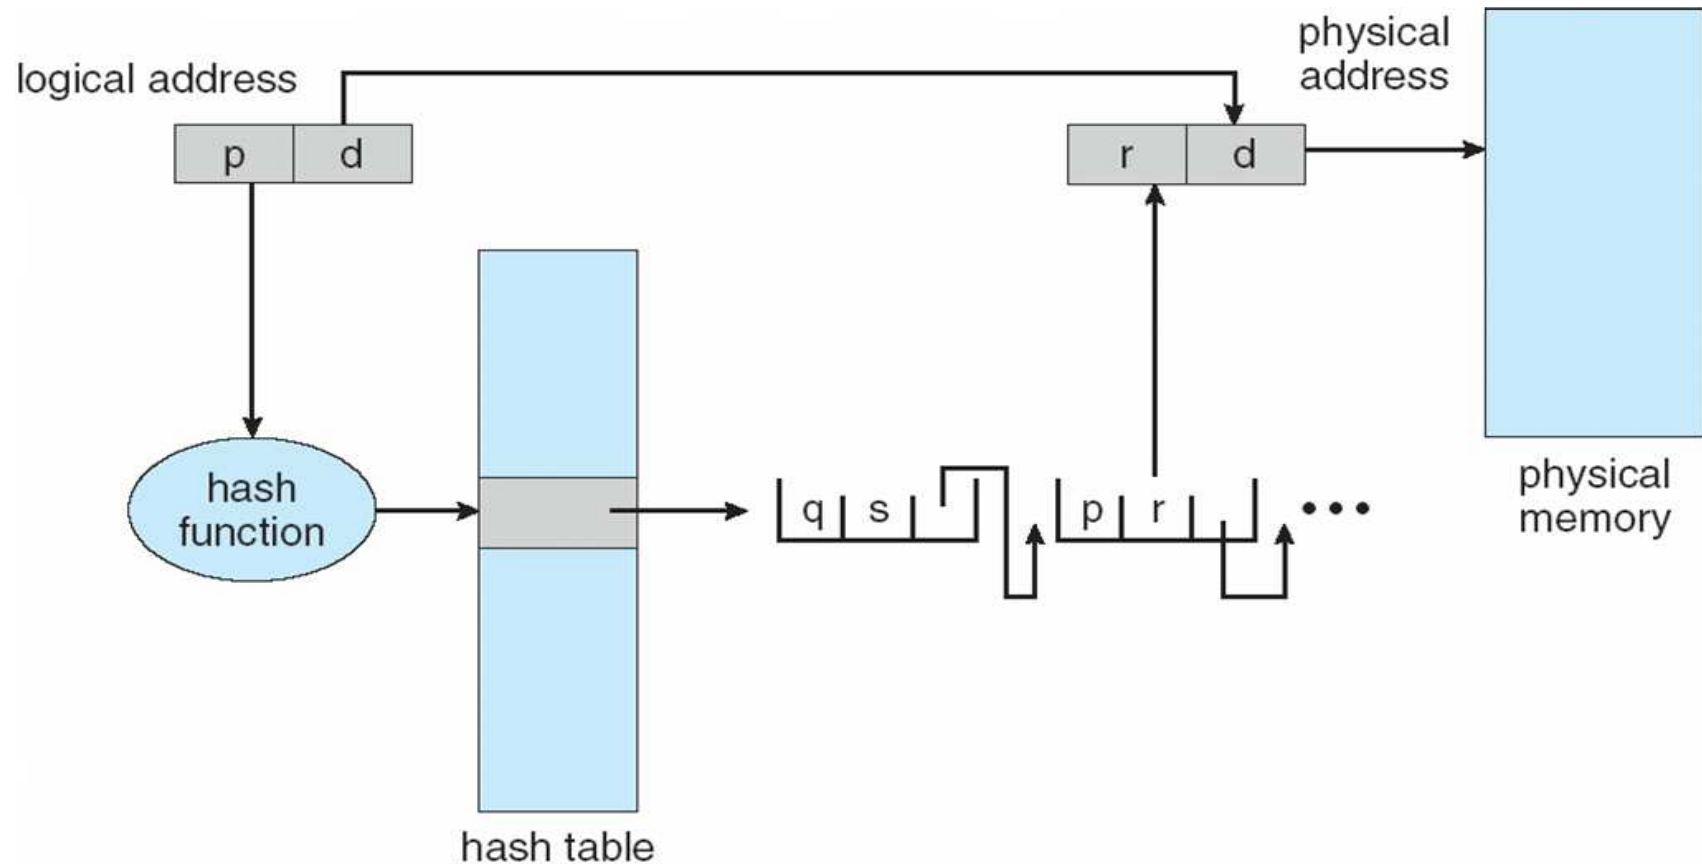 logical address
p d
physical
address
r d
hash
function
q s
p r
physical
memory
hash table